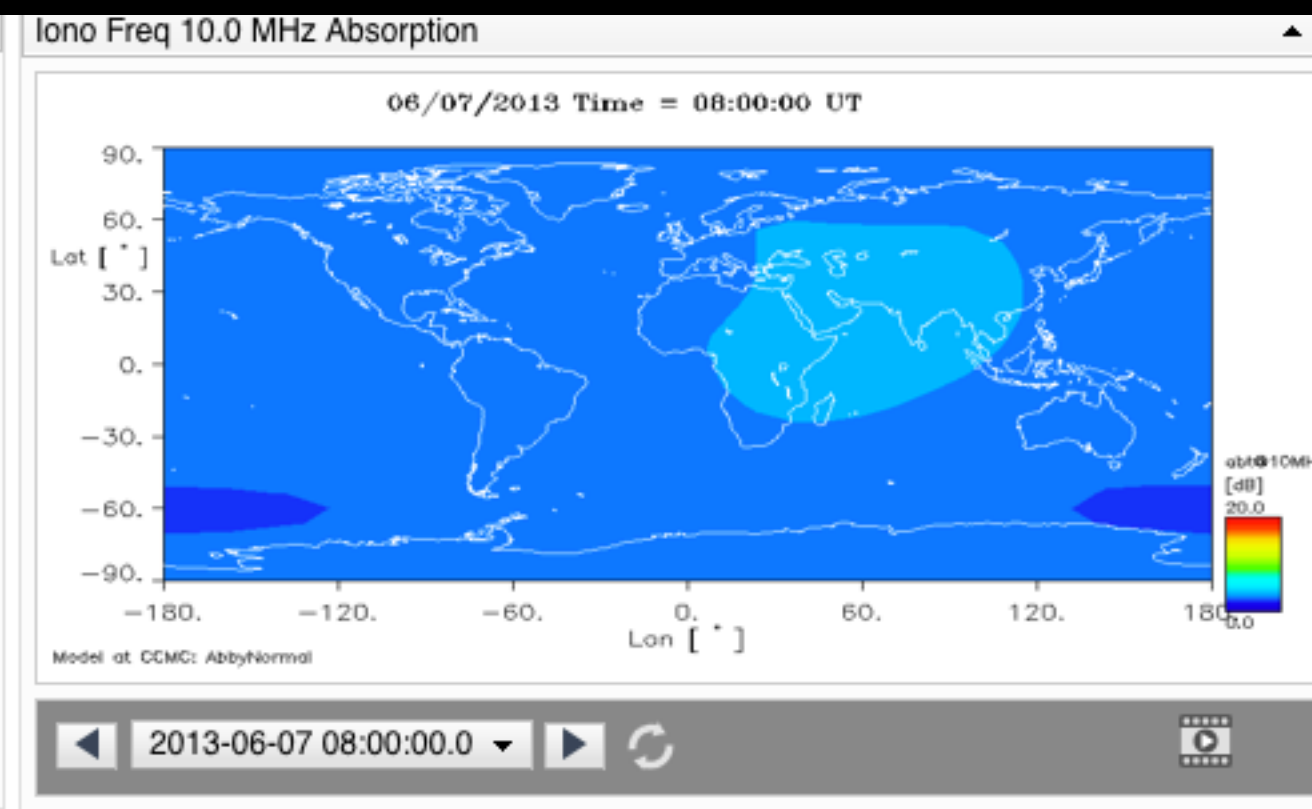 Iono Freq 10.0 MHz Absorption
06/07/2013 Time = 08:00:00 UT
90.
60.
Lat [ ° ]
30.
0.
−30.
−60.
−90.
−180. −120. −60. 0. 60. 120. 180.
Lon [ ° ]
abt@10MH
[dB]
20.0
0.0
Model at CCMC: AbbyNormal
2013-06-07 08:00:00.0